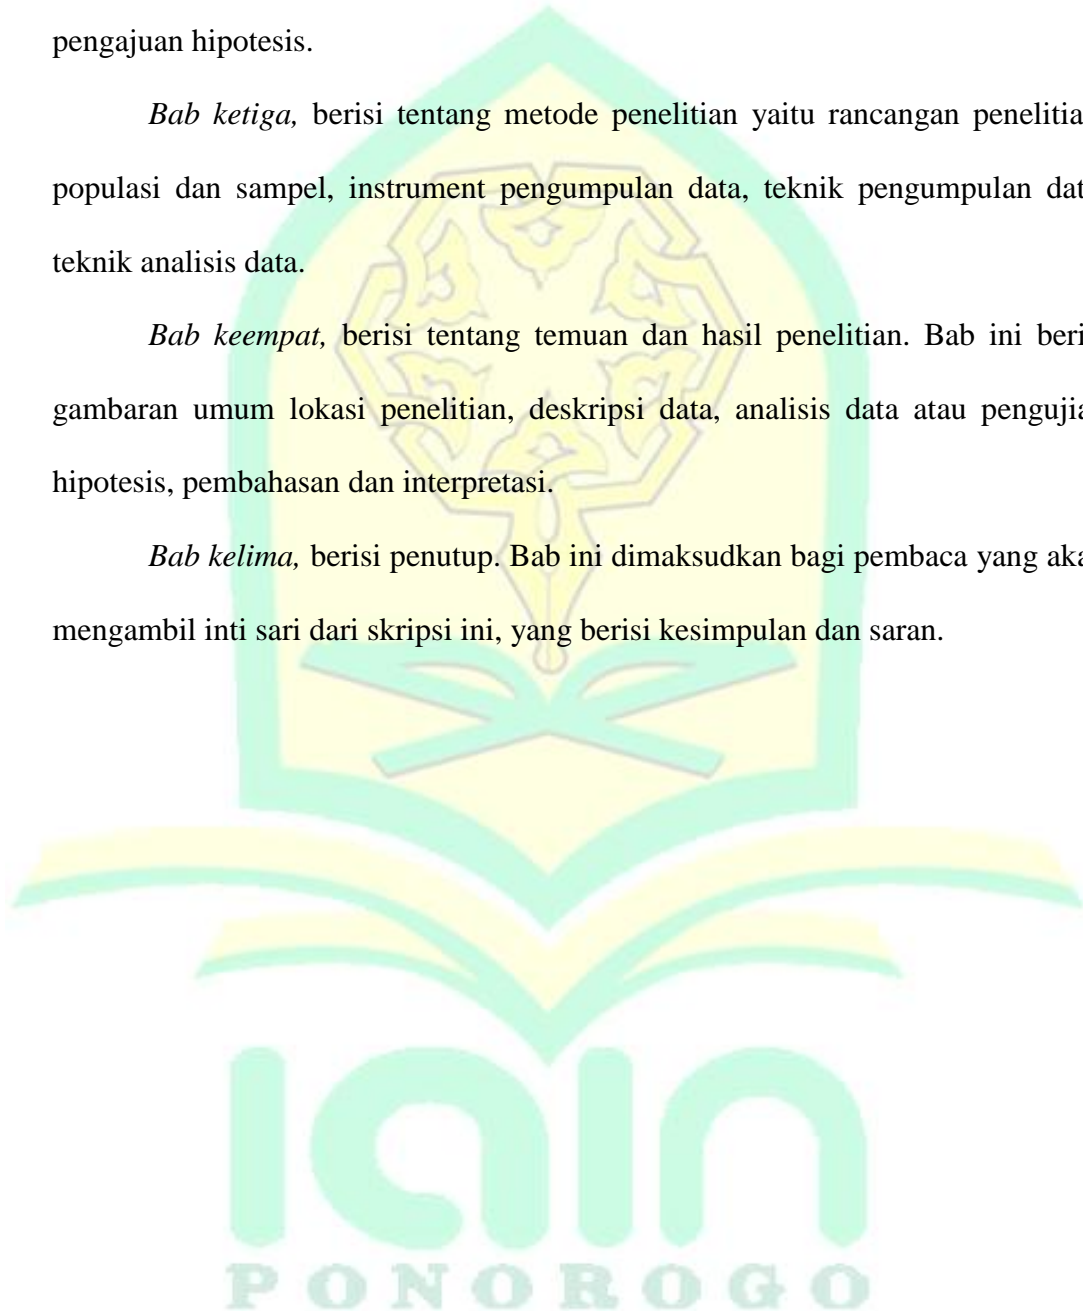 pengajuan hipotesis.
Bab ketiga, berisi tentang metode penelitian yaitu rancangan penelitia
populasi dan sampel, instrument pengumpulan data, teknik pengumpulan dat
teknik analisis data.
Bab keempat, berisi tentang temuan dan hasil penelitian. Bab ini beri
gambaran umum lokasi penelitian, deskripsi data, analisis data atau pengujia
hipotesis, pembahasan dan interpretasi.
Bab kelima, berisi penutup. Bab ini dimaksudkan bagi pembaca yang aka
mengambil inti sari dari skripsi ini, yang berisi kesimpulan dan saran.
iain
PONOROGO